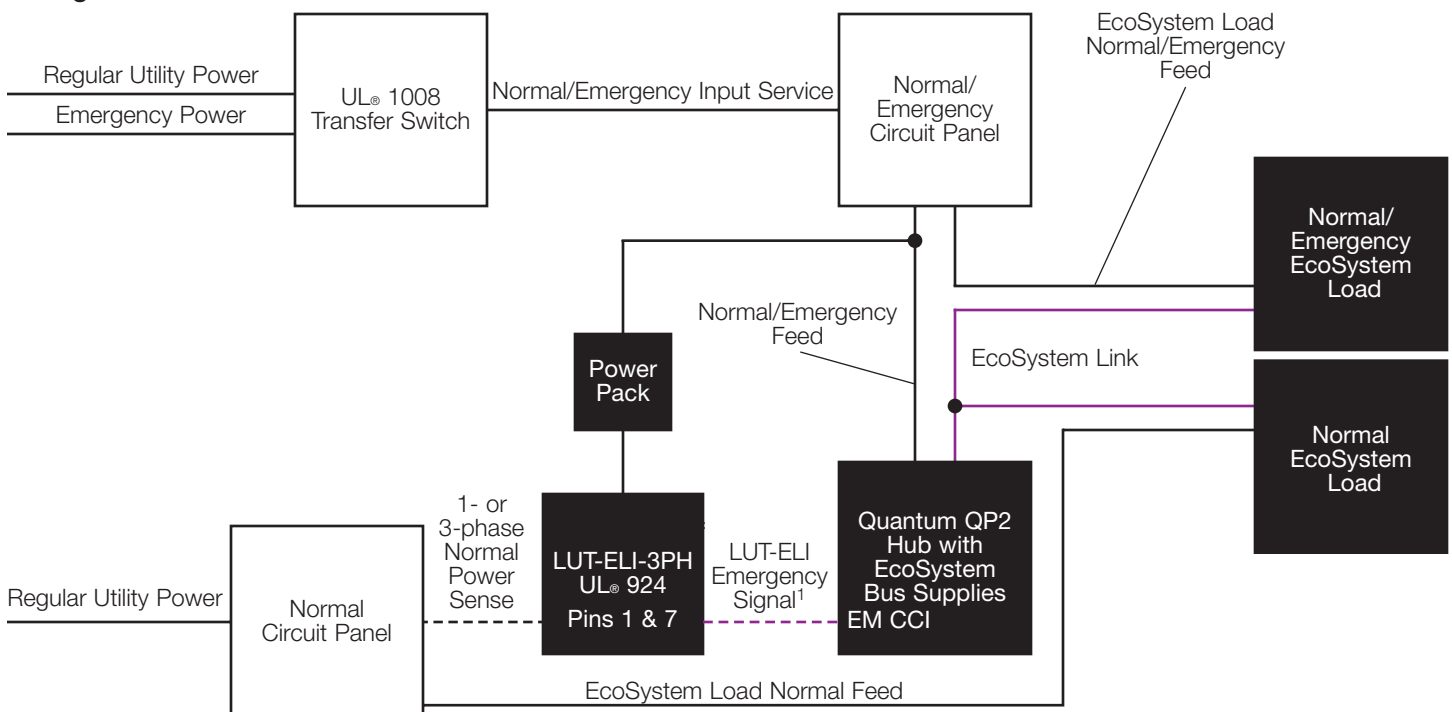 EcoSystem Load
Normal/Emergency
Feed
Regular Utility Power
Emergency Power
UL® 1008
Transfer Switch
Normal/Emergency Input Service
Normal/
Emergency
Circuit Panel
Normal/
Emergency
EcoSystem
Load
Normal/Emergency
Feed
EcoSystem Link
Power
Pack
Normal
EcoSystem
Load
1- or
3-phase
Normal
Power
Sense
LUT-ELI-3PH
UL® 924
Pins 1 & 7
LUT-ELI
Emergency
Signal¹
Quantum QP2
Hub with
EcoSystem
Bus Supplies
EM CCI
Regular Utility Power
Normal
Circuit Panel
EcoSystem Load Normal Feed